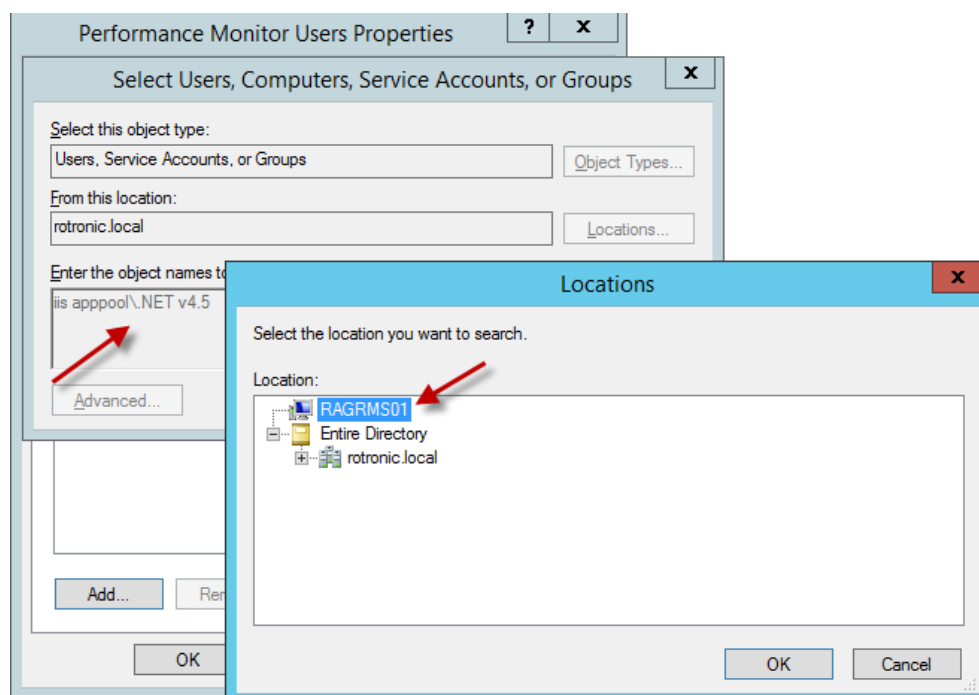 Performance Monitor Users Properties
? x
Select Users, Computers, Service Accounts, or Groups
x
Select this object type:
Users, Service Accounts, or Groups
Object Types...
From this location:
rotronic.local
Locations...
Enter the object names to
iis apppool\.NET v4.5
Advanced...
Locations
x
Select the location you want to search.
Location:
RAGRMS01
Entire Directory
rotronic.local
Add...
OK
OK
Cancel